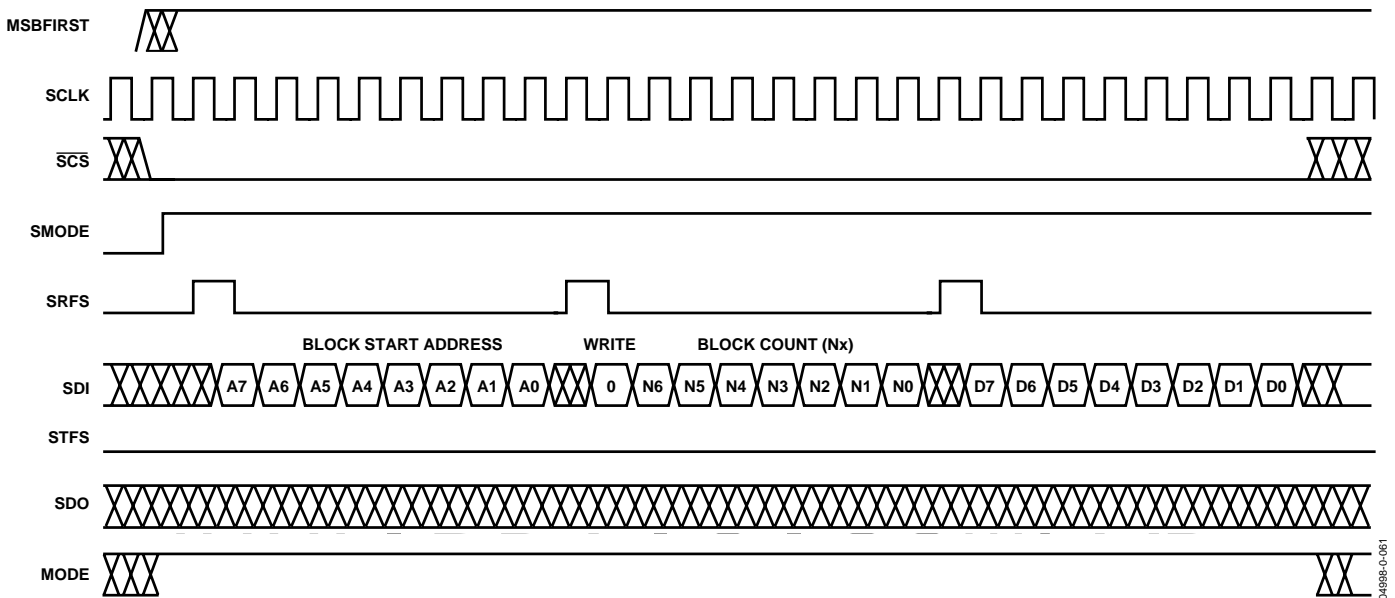 MSBFIRST
SCLK
SCS
SMODE
SRFS
BLOCK START ADDRESS WRITE BLOCK COUNT (Nx)
SDI A7 A6 A5 A4 A3 A2 A1 A0 0 N6 N5 N4 N3 N2 N1 N0 D7 D6 D5 D4 D3 D2 D1 D0
STFS
SDO
MODE
04998-0-061